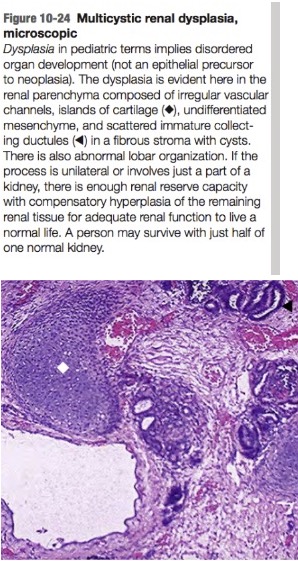 Figure 10-24 Multicystic renal dysplasia,
microscopic
Dysplasia in pediatric terms implies disordered
organ development (not an epithelial precursor
to neoplasia). The dysplasia is evident here in the
renal parenchyma composed of irregular vascular
channels, islands of cartilage (◆), undifferentiated
mesenchyme, and scattered immature collect-
ing ductules (◀) in a fibrous stroma with cysts.
There is also abnormal lobar organization. If the
process is unilateral or involves just a part of a
kidney, there is enough renal reserve capacity
with compensatory hyperplasia of the remaining
renal tissue for adequate renal function to live a
normal life. A person may survive with just half of
one normal kidney.